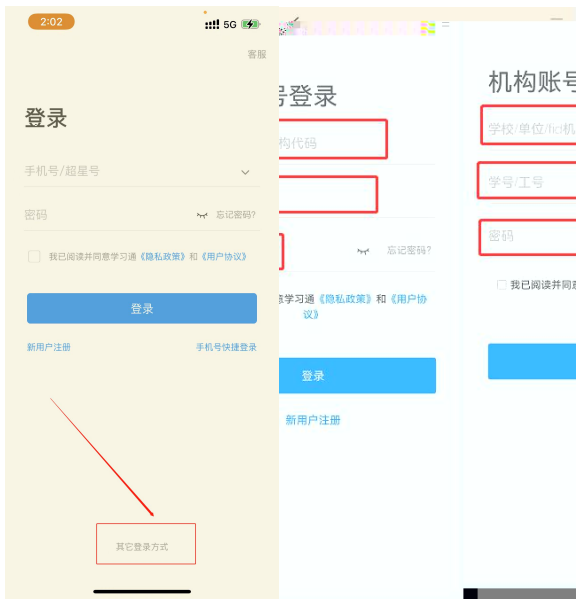 2:02
5G
客服
登录
手机号/超星号
密码
忘记密码?
我已阅读并同意学习通《隐私政策》和《用户协议》
登录
新用户注册
手机号快捷登录
其它登录方式
号登录
构代码
忘记密码?
意学习通《隐私政策》和《用户协
议》
登录
新用户注册
机构账号
学校/单位/fid机
学号/工号
密码
我已阅读并同意